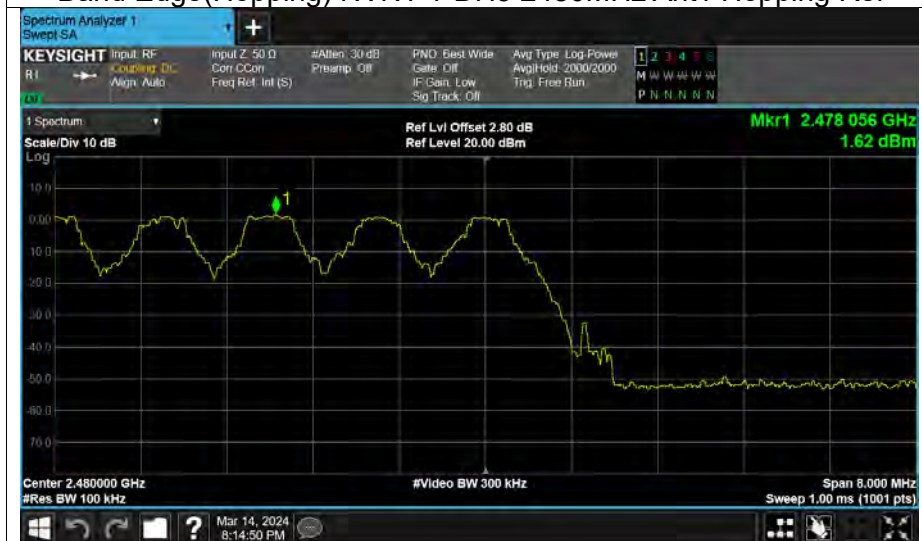 Spectrum Analyzer 1
Swept SA
KEYSIGHT Input: RF Input Z: 50 Ω #Atten: 30 dB PNO: Best Wide Avg Type: Log-Power 1 2 3 4 5 6
Coupling: DC Corr CCorr Preamp: Off Gate: Off Avg|Hold: 2000/2000 M W W W W W
Align: Auto Freq Ref: Int (S) IF Gain: Low Trig: Free Run
Sig Track: Off P N N N N N
1 Spectrum Ref Lvl Offset 2.80 dB Mkr1 2.478 056 GHz
Scale/Div 10 dB Ref Level 20.00 dBm 1.62 dBm
Log
10.0
1
0.00
-10.0
-20.0
-30.0
-40.0
-50.0
-60.0
-70.0
Center 2.480000 GHz #Video BW 300 kHz Span 8.000 MHz
#Res BW 100 kHz Sweep 1.00 ms (1001 pts)
? Mar 14, 2024
8:14:50 PM